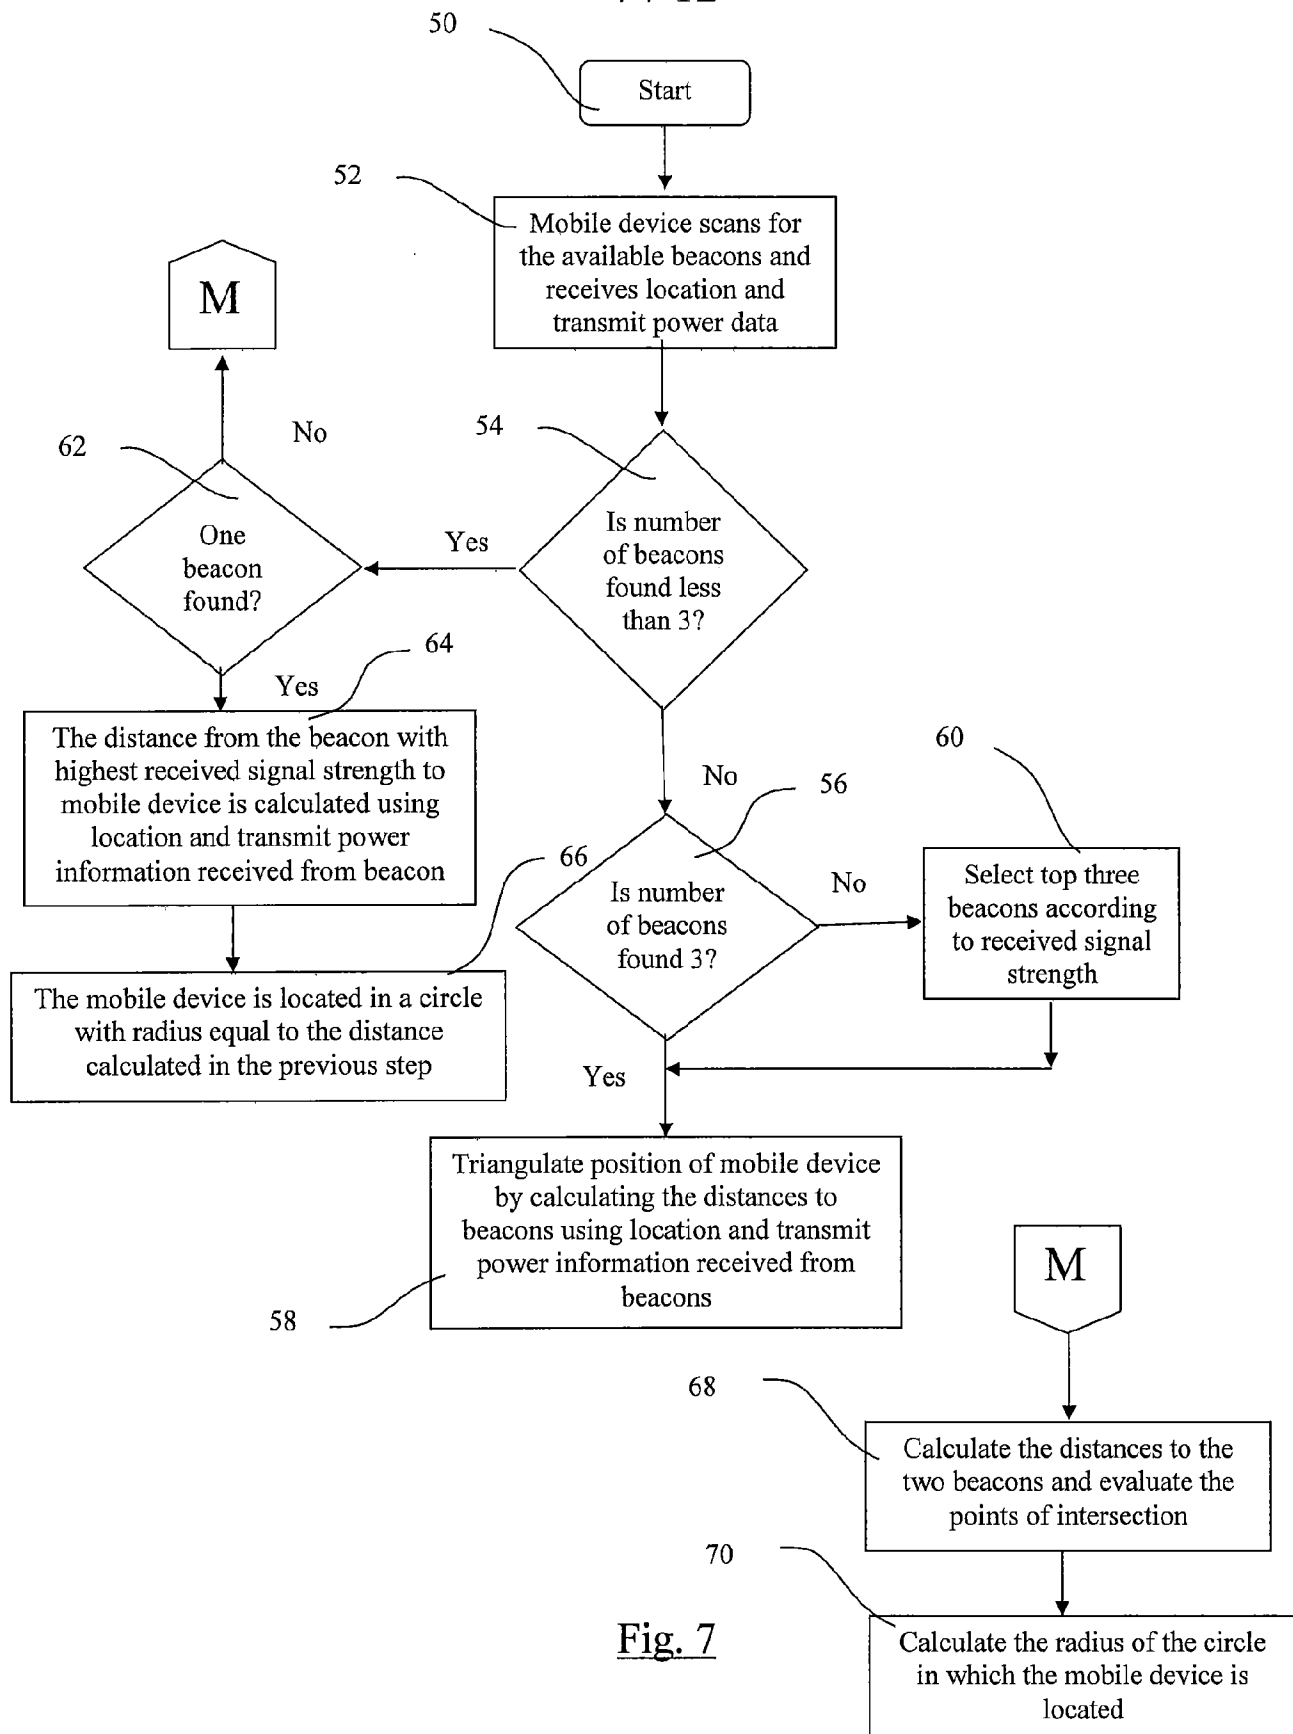 50
Start
52
Mobile device scans for
the available beacons and
receives location and
transmit power data
M
No
54
62
Is number
of beacons
found less
than 3?
Yes
One
beacon
found?
64
Yes
The distance from the beacon with
highest received signal strength to
mobile device is calculated using
location and transmit power
information received from beacon
60
No
56
66
Is number
of beacons
found 3?
No
Select top three
beacons according
to received signal
strength
The mobile device is located in a circle
with radius equal to the distance
calculated in the previous step
Yes
Triangulate position of mobile device
by calculating the distances to
beacons using location and transmit
power information received from
beacons
58
M
68
Calculate the distances to the
two beacons and evaluate the
points of intersection
70
Calculate the radius of the circle
in which the mobile device is
located
Fig. 7